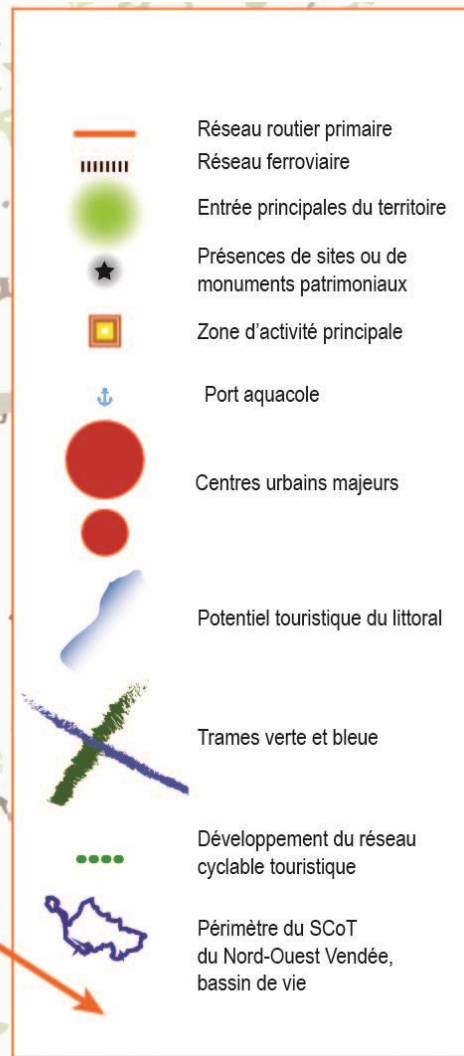 Réseau routier primaire
Réseau ferroviaire
Entrée principales du territoire
Présences de sites ou de
monuments patrimoniaux
Zone d'activité principale
Port aquacole
Centres urbains majeurs
Potentiel touristique du littoral
Trames verte et bleue
Développement du réseau
cyclable touristique
Périmètre du SCoT
du Nord-Ouest Vendée,
bassin de vie